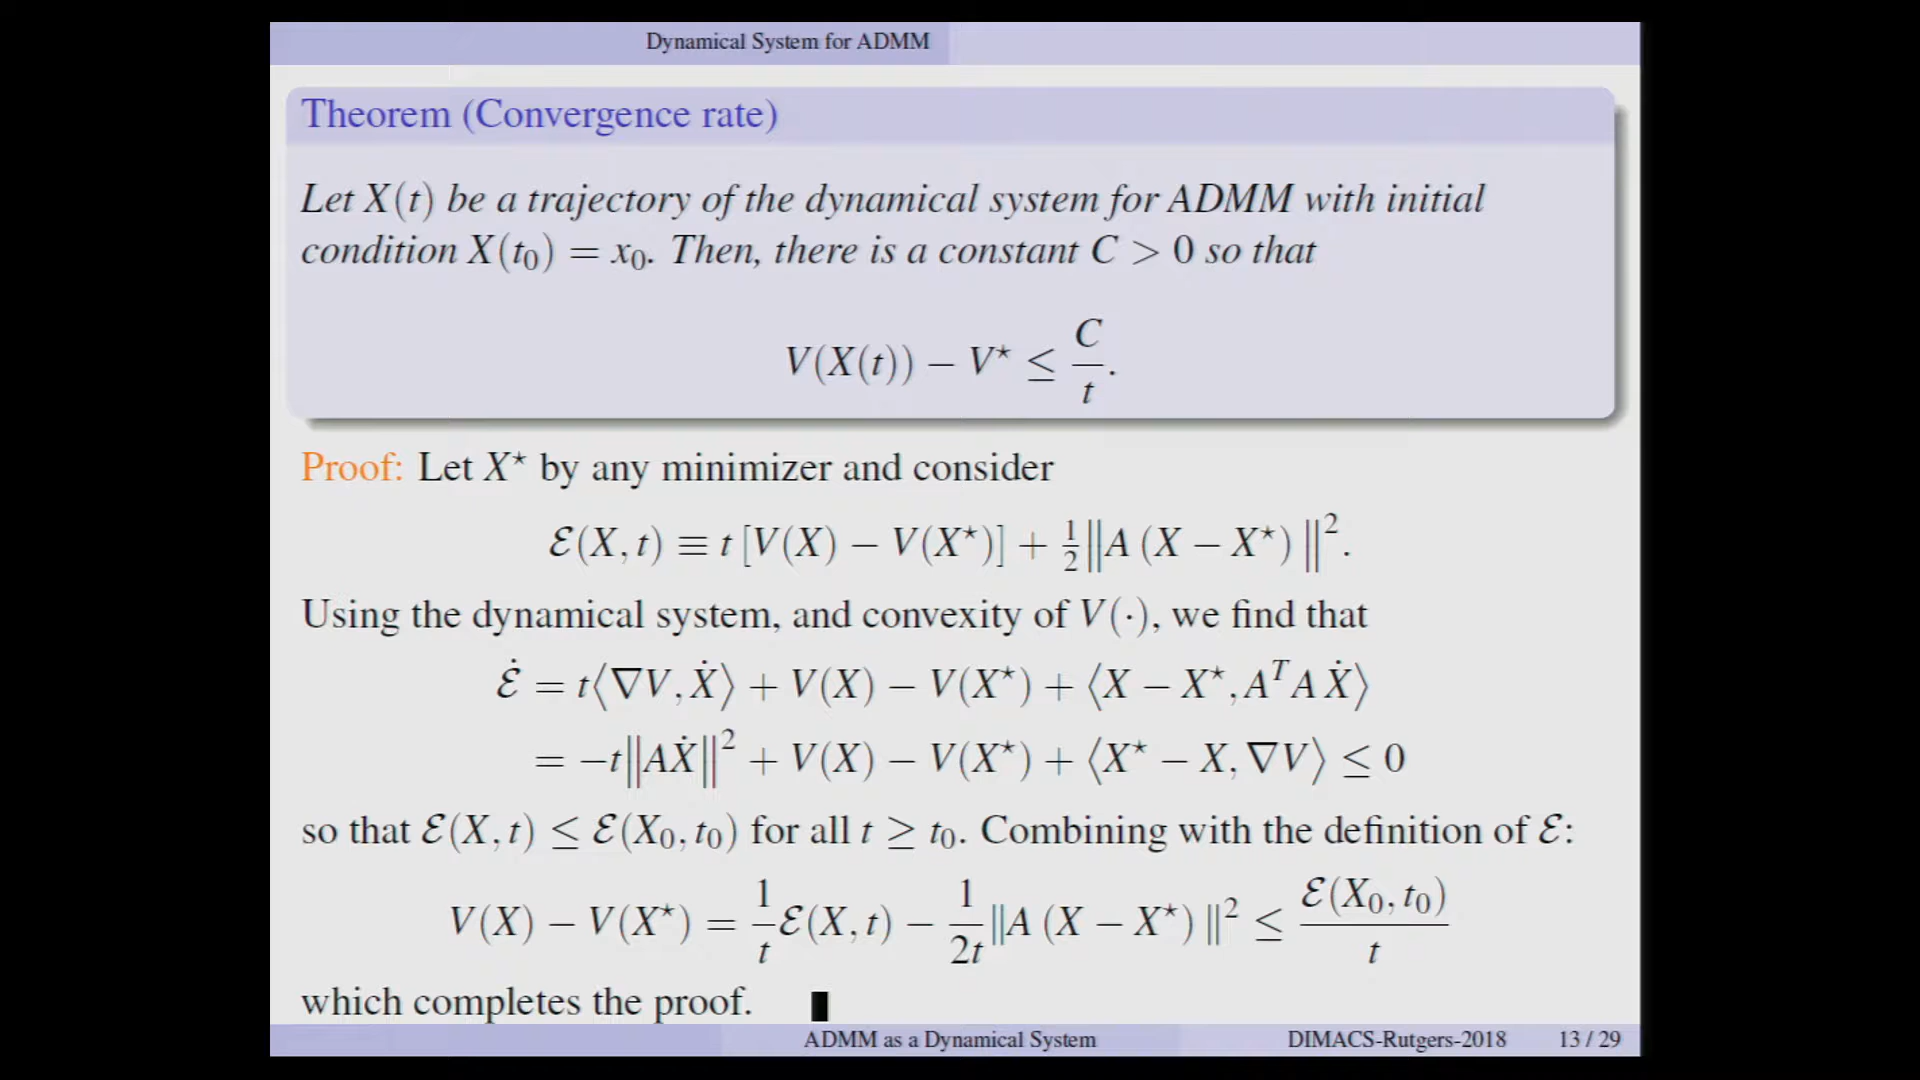 Dynamical System for ADMM
Theorem (Convergence rate)
Let X(t) be a trajectory of the dynamical system for ADMM with initial
condition X(t₀) = x₀. Then, there is a constant C > 0 so that
V(X(t)) − V⋆ ≤ C/t.
Proof: Let X⋆ by any minimizer and consider
ℰ(X, t) ≡ t [V(X) − V(X⋆)] + ½‖A (X − X⋆)‖².
Using the dynamical system, and convexity of V(·), we find that
ℰ̇ = t⟨∇V, Ẋ⟩ + V(X) − V(X⋆) + ⟨X − X⋆, AᵀA Ẋ⟩
= −t‖AẊ‖² + V(X) − V(X⋆) + ⟨X⋆ − X, ∇V⟩ ≤ 0
so that ℰ(X, t) ≤ ℰ(X₀, t₀) for all t ≥ t₀. Combining with the definition of ℰ:
V(X) − V(X⋆) = 1/t ℰ(X, t) − 1/2t ‖A (X − X⋆)‖² ≤ ℰ(X₀, t₀)/t
which completes the proof. ▮
ADMM as a Dynamical System DIMACS-Rutgers-2018 13 / 29